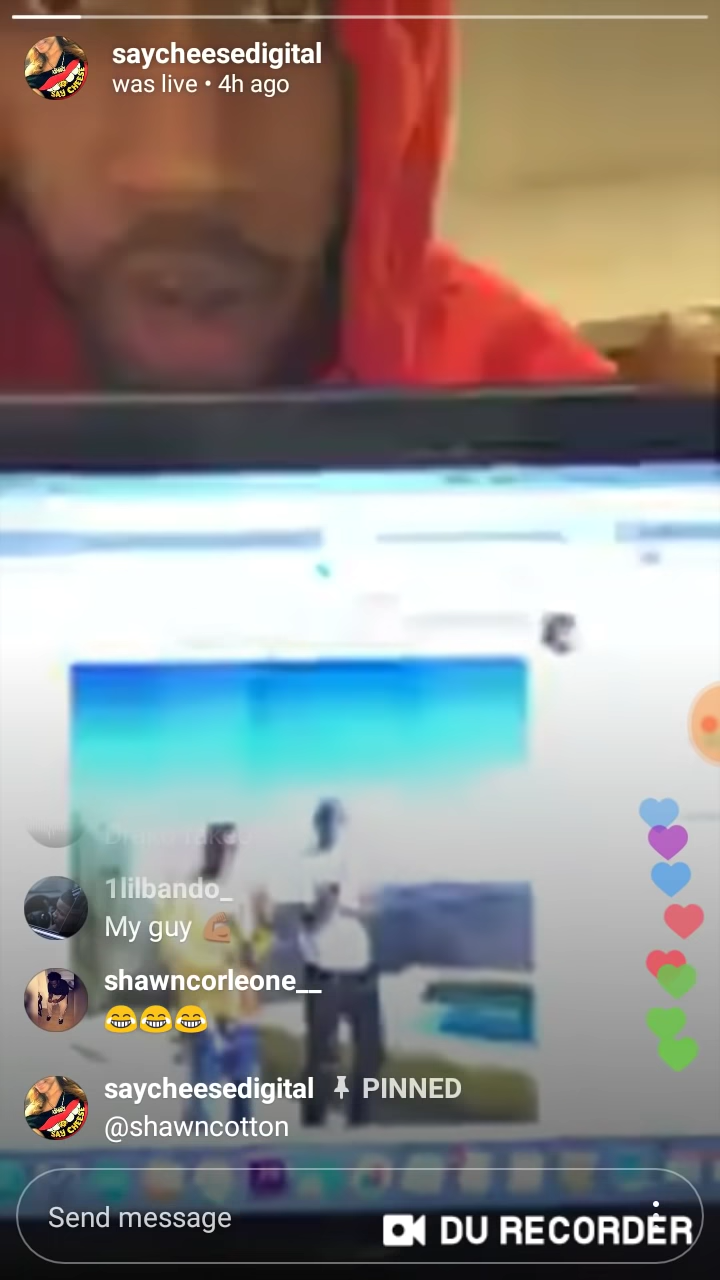 saycheesedigital
was live • 4h ago
1lilbando_
My guy 💪🏽
shawncorleone__
😂😂😂
saycheesedigital PINNED
@shawncotton
Send message
DU RECORDER